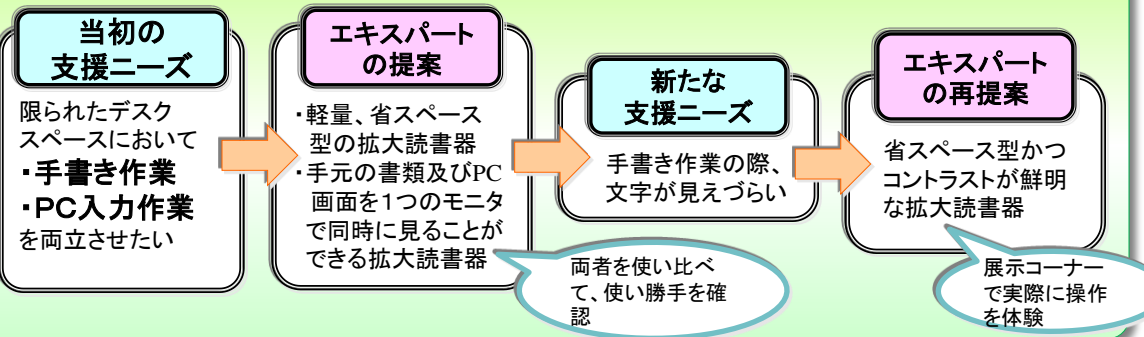 当初の
支援ニーズ
限られたデスク
スペースにおいて
・手書き作業
・PC入力作業
を両立させたい
エキスパート
の提案
・軽量、省スペース
型の拡大読書器
・手元の書類及びPC
画面を1つのモニタ
で同時に見ることが
できる拡大読書器
両者を使い比べ
て、使い勝手を確
認
新たな
支援ニーズ
手書き作業の際、
文字が見えづらい
エキスパート
の再提案
省スペース型かつ
コントラストが鮮明
な拡大読書器
展示コーナー
で実際に操作
を体験